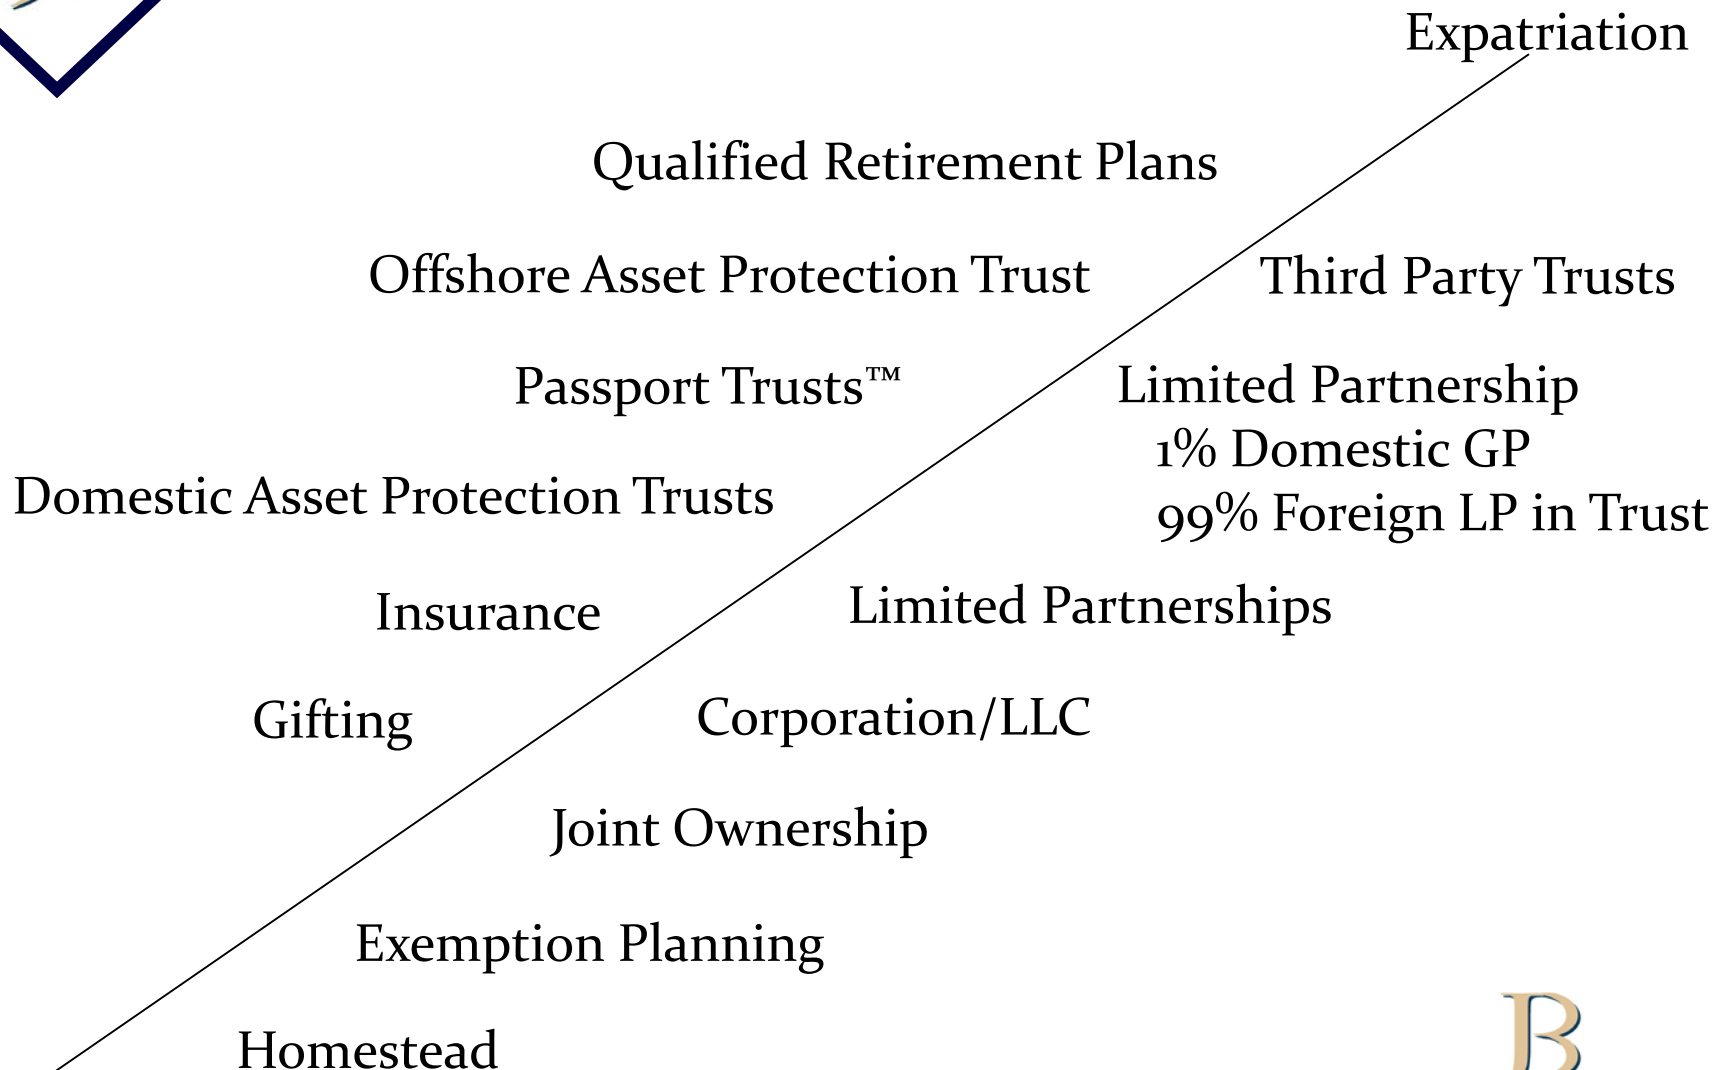 Expatriation
Qualified Retirement Plans
Offshore Asset Protection Trust
Third Party Trusts
Passport Trusts™
Limited Partnership
1% Domestic GP
99% Foreign LP in Trust
Domestic Asset Protection Trusts
Insurance
Limited Partnerships
Gifting
Corporation/LLC
Joint Ownership
Exemption Planning
Homestead
B